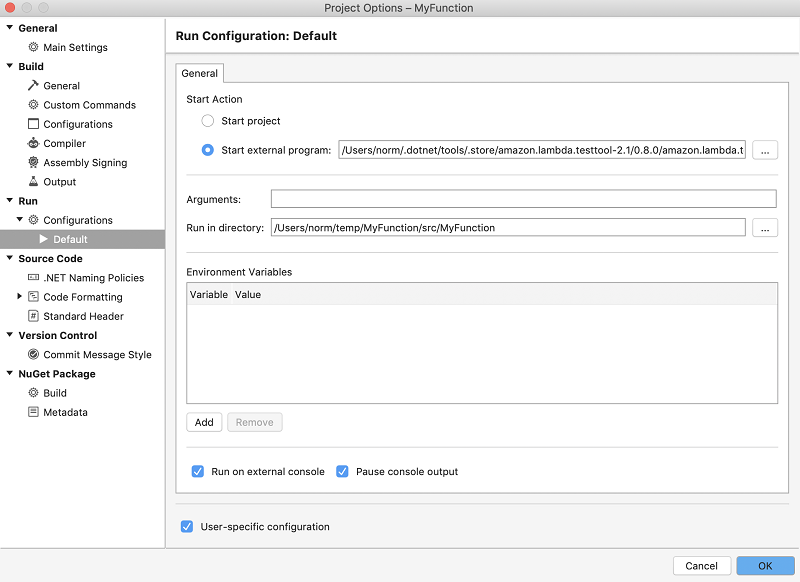 Project Options – MyFunction
General
Main Settings
Build
General
Custom Commands
Configurations
Compiler
Assembly Signing
Output
Run
Configurations
Default
Source Code
.NET Naming Policies
Code Formatting
Standard Header
Version Control
Commit Message Style
NuGet Package
Build
Metadata
Run Configuration: Default
General
Start Action
Start project
Start external program: /Users/norm/.dotnet/tools/.store/amazon.lambda.testtool-2.1/0.8.0/amazon.lambda.t ...
Arguments:
Run in directory: /Users/norm/temp/MyFunction/src/MyFunction ...
Environment Variables
Variable Value
Add Remove
Run on external console Pause console output
User-specific configuration
Cancel OK